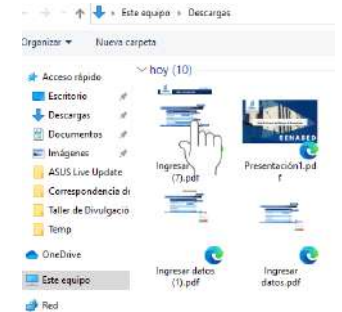 Este equipo › Descargas
Organizar
Nueva carpeta
Acceso rápido
Escritorio
Descargas
Documentos
Imágenes
ASUS Live Update
Correspondencia de
Taller de Divulgació
Temp
OneDrive
Este equipo
Red
hoy (10)
Ingresar
(7).pdf
Presentación1.pd
f
SENABED
Ingresar datos
(1).pdf
Ingresar
datos.pdf